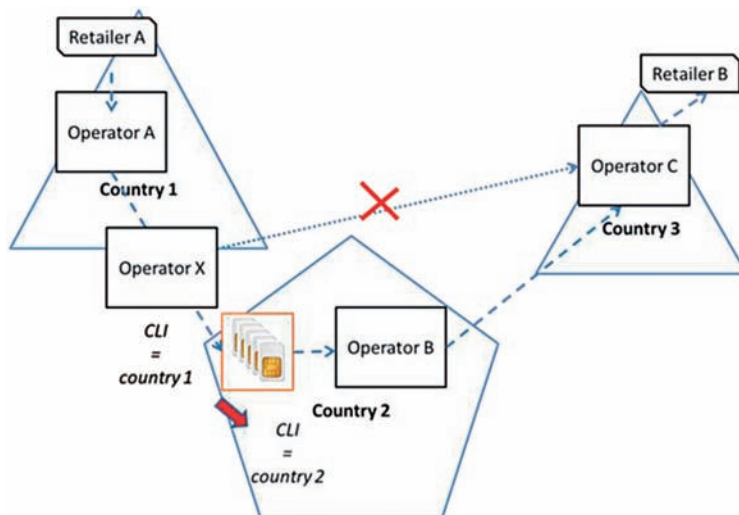 Retailer A
Operator A
Country 1
Operator X
CLI
=
country 1
Retailer B
Operator C
Country 3
Operator B
Country 2
CLI
=
country 2